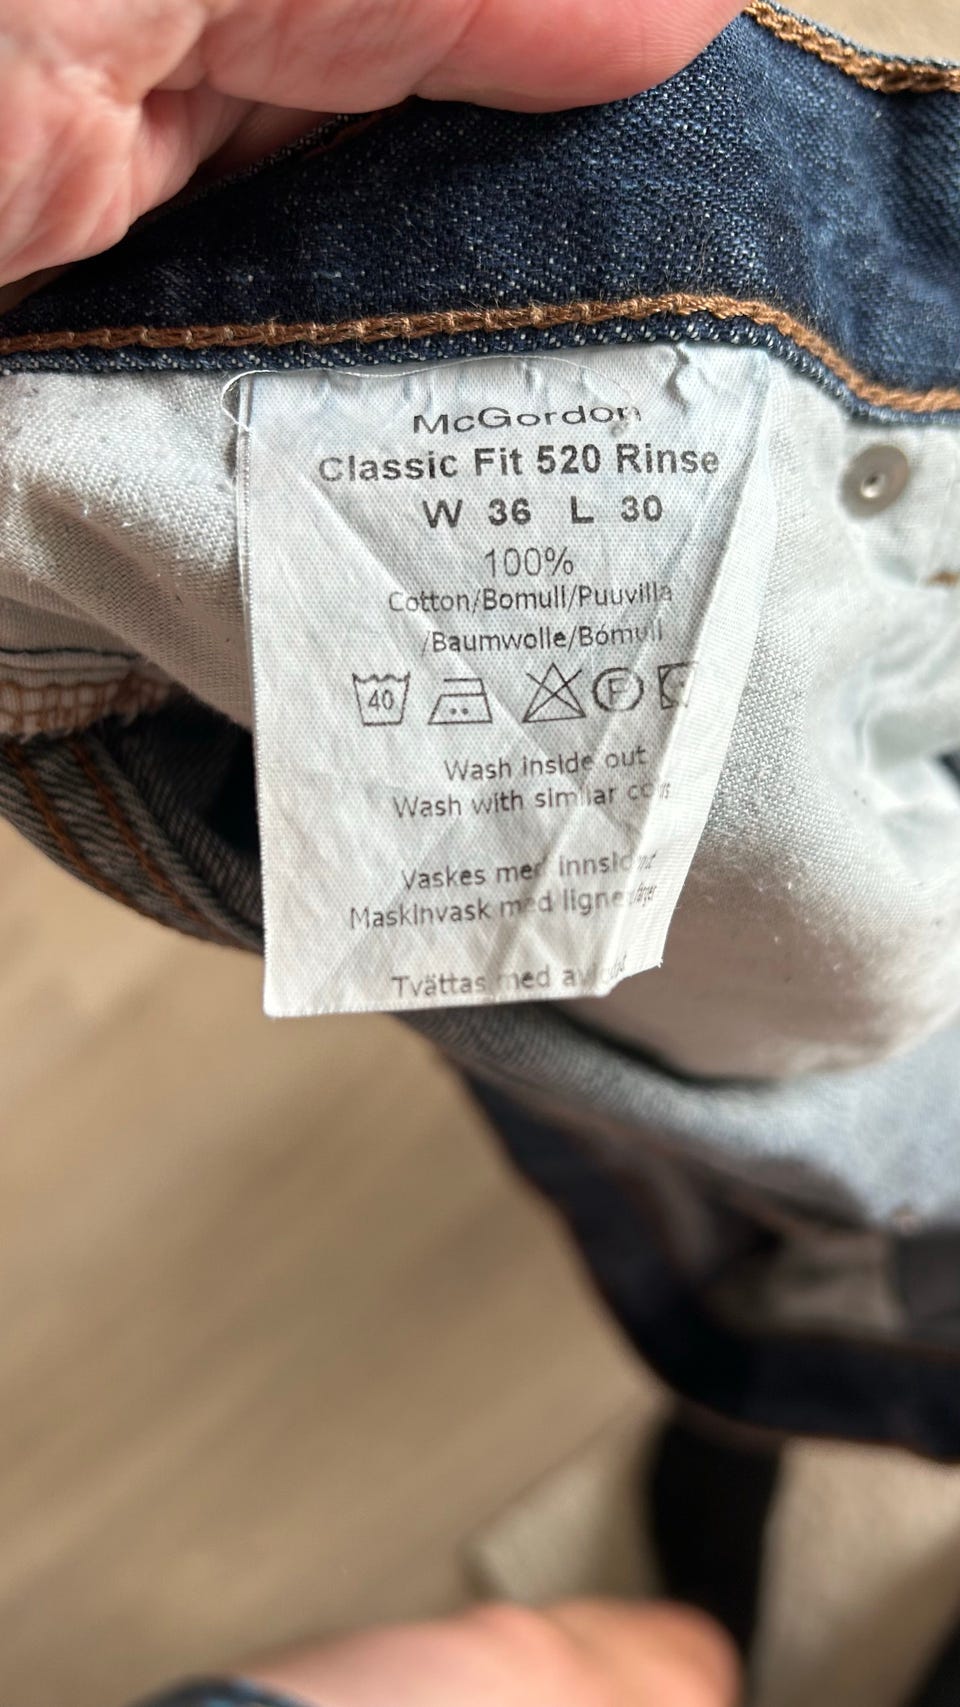 McGordon
Classic Fit 520 Rinse
W 36 L 30
100%
Cotton/Bomull/Puuvilla
/Baumwolle/Bómull
40 F
Wash inside out
Wash with similar
Vaskes med
Maskinvask med
Tvättas med